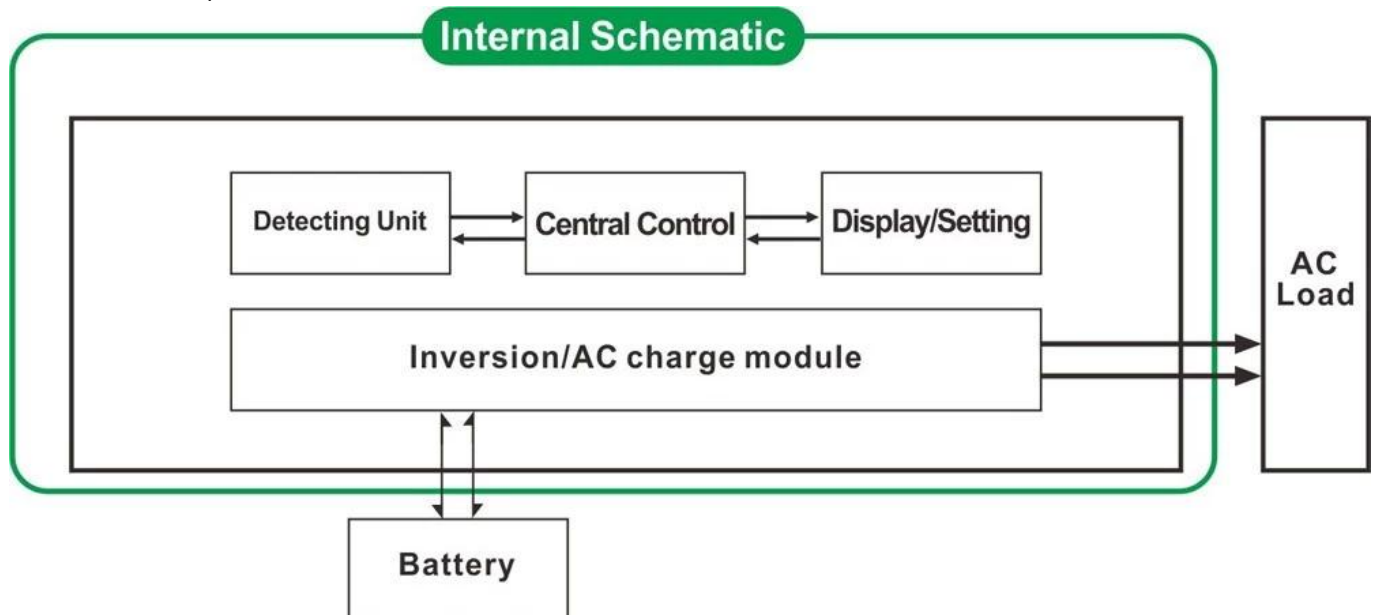 Internal Schematic
Detecting Unit
Central Control
Display/Setting
AC
Load
Inversion/AC charge module
Battery